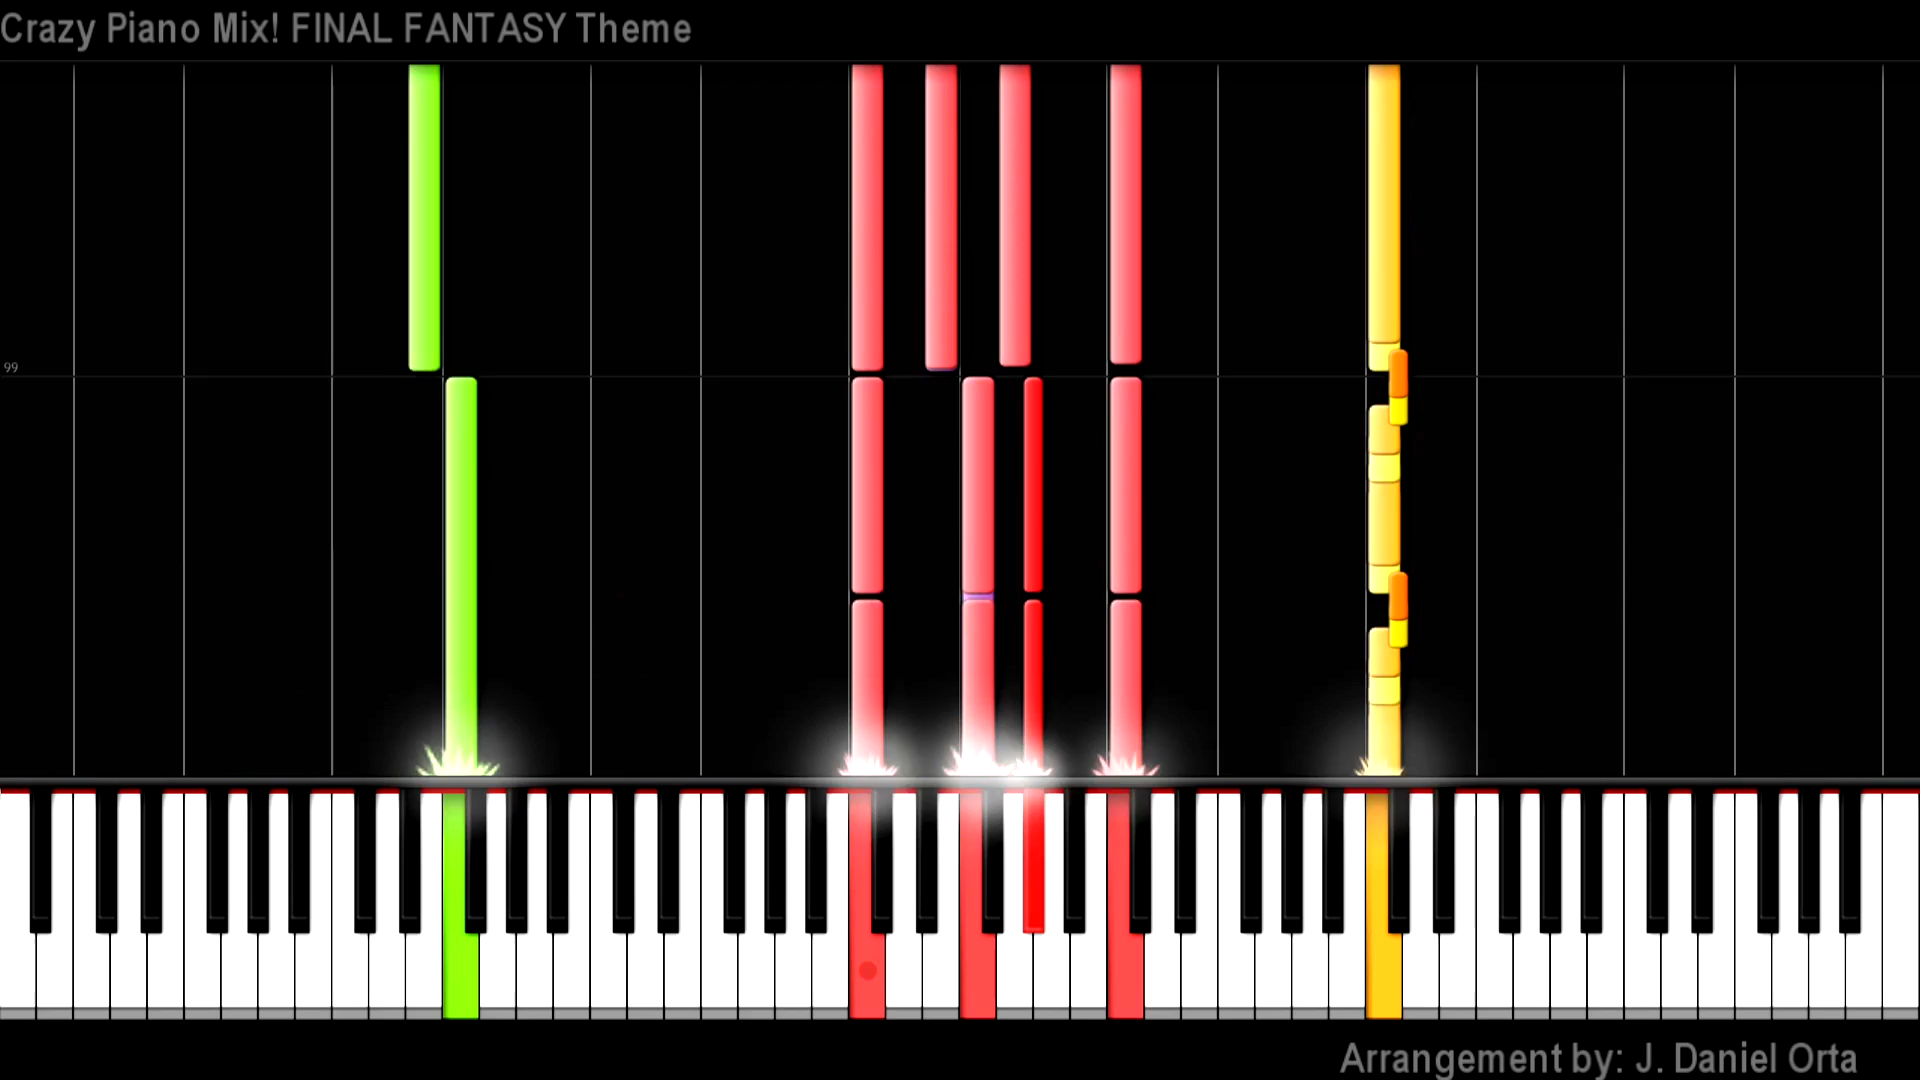 Crazy Piano Mix! FINAL FANTASY Theme
99
Arrangement by: J. Daniel Orta